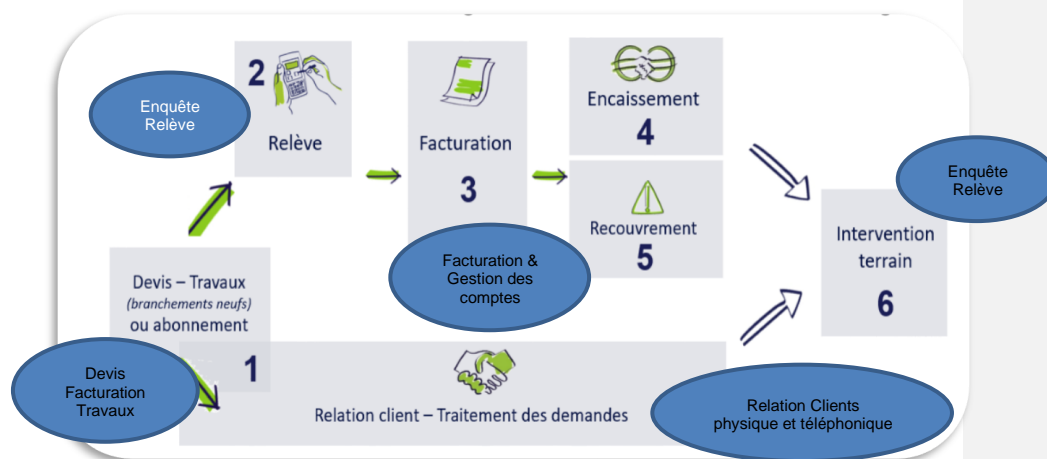 2
Relève
Enquête
Relève
Facturation
3
Encaissement
4
Recouvrement
5
Facturation &
Gestion des
comptes
Enquête
Relève
Intervention
terrain
6
Devis – Travaux
(branchements neufs)
ou abonnement
1
Devis
Facturation
Travaux
Relation client – Traitement des demandes
Relation Clients
physique et téléphonique